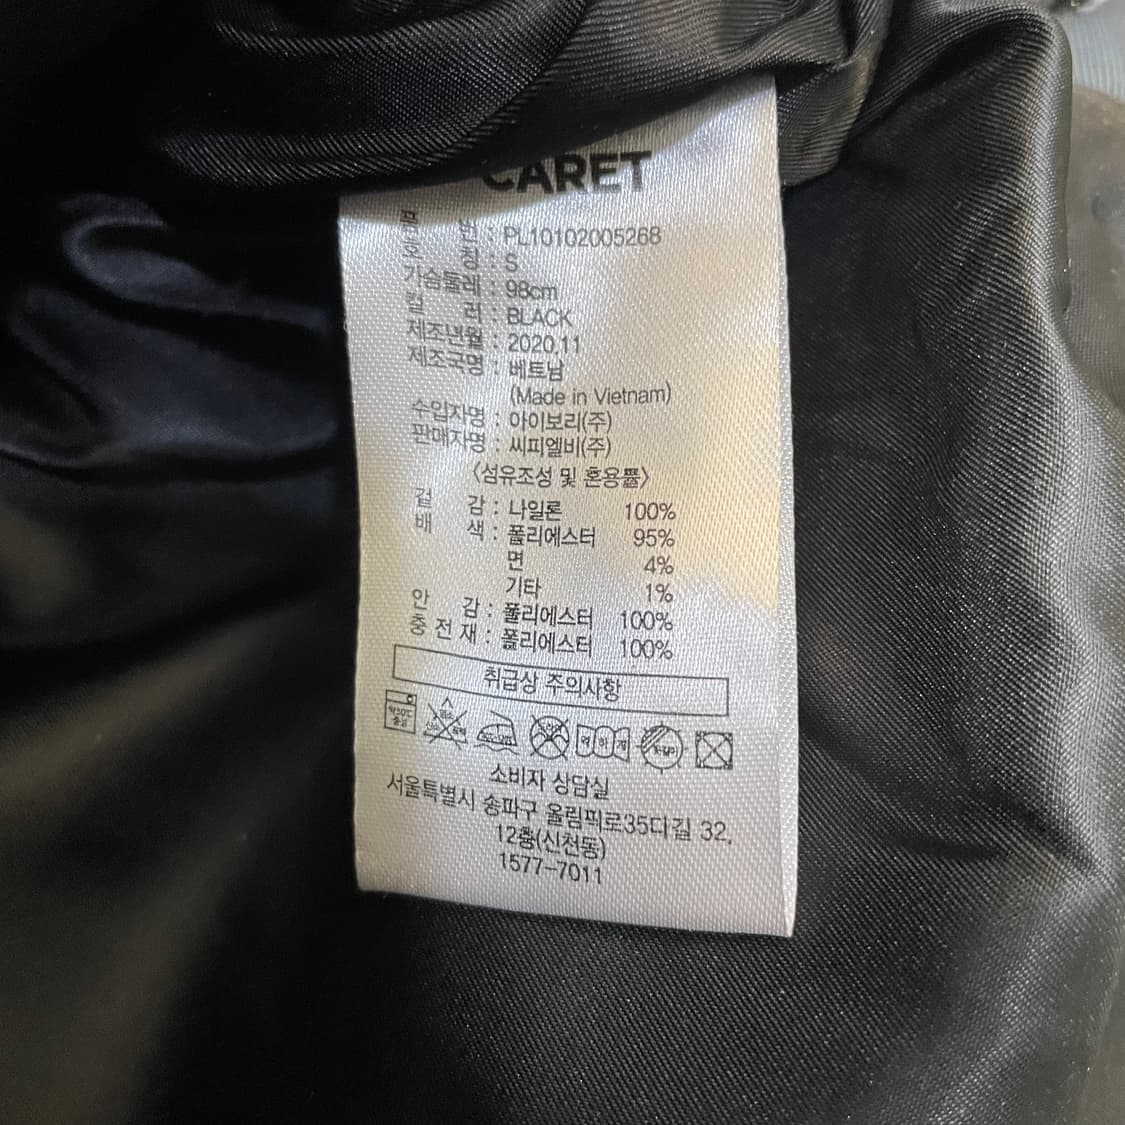 CARET
품 번 : PL10102005268
호 칭 : S
가슴둘레 : 98cm
컬 러 : BLACK
제조년월 : 2020.11
제조국명 : 베트남
(Made in Vietnam)
수입자명 : 아이보리(주)
판매자명 : 씨피엘비(주)
〈섬유조성 및 혼용률〉
겉 감 : 나일론 100%
배 색 : 폴리에스터 95%
면 4%
기타 1%
안 감 : 폴리에스터 100%
충 전 재 : 폴리에스터 100%
취급상 주의사항
약30℃
중성
소비자 상담실
서울특별시 송파구 올림픽로35다길 32,
12층(신천동)
1577-7011